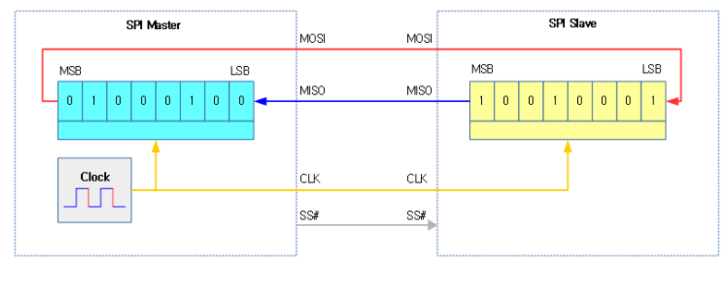 SPI Master
SPI Slave
MOSI MOSI
MSB LSB
MSB LSB
0 1 0 0 0 1 0 0
MISO MISO
1 0 0 1 0 0 0 1
Clock
CLK CLK
SS# SS#